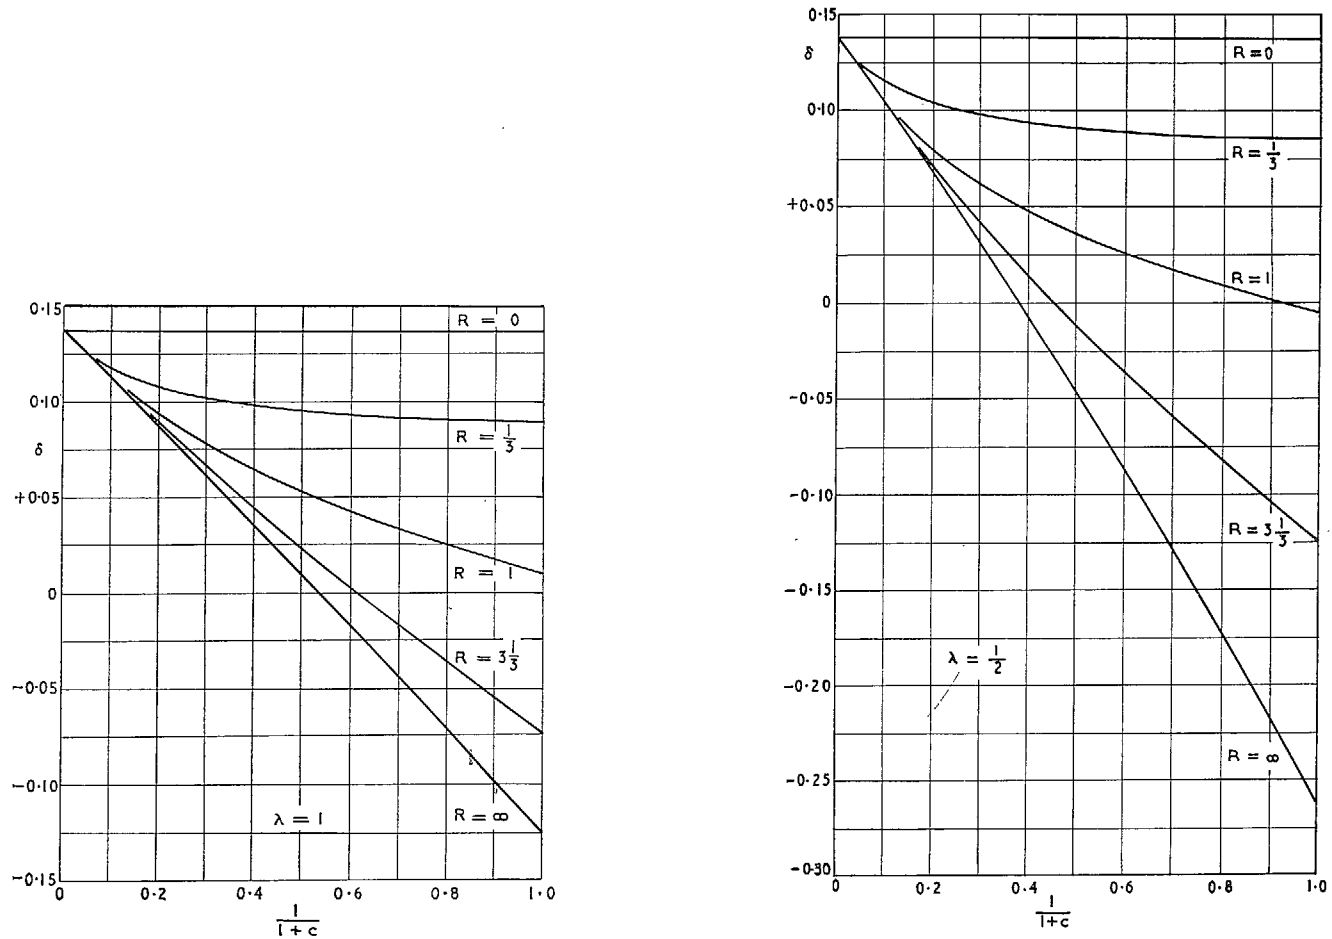 0·15
R = 0
0·10
R = 1/3
δ
+0·05
R = 1
0
R = 3 1/3
−0·05
−0·10
λ = 1
R = ∞
−0·15
0 0·2 0·4 0·6 0·8 1·0
1/(1 + c)
0·15
δ
R = 0
0·10
R = 1/3
+0·05
R = 1
0
−0·05
−0·10
R = 3 1/3
−0·15
λ = 1/2
−0·20
R = ∞
−0·25
−0·30
0 0·2 0·4 0·6 0·8 1·0
1/(1+c)